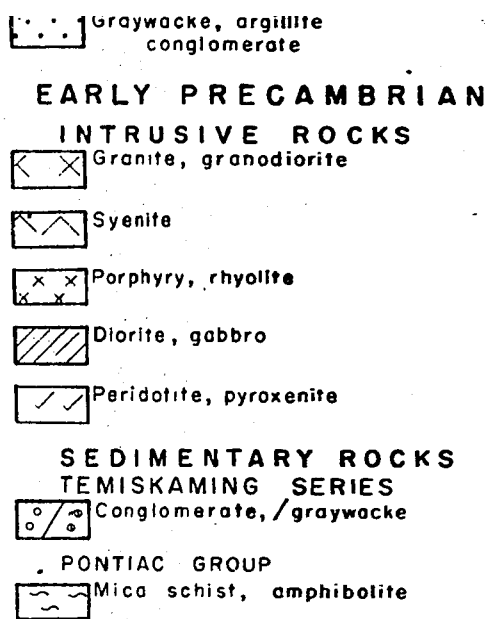 Graywacke, argillite
conglomerate
EARLY PRECAMBRIAN
INTRUSIVE ROCKS
Granite, granodiorite
Syenite
Porphyry, rhyolite
Diorite, gabbro
Peridotite, pyroxenite
SEDIMENTARY ROCKS
TEMISKAMING SERIES
Conglomerate,/graywacke
PONTIAC GROUP
Mica schist, amphibolite